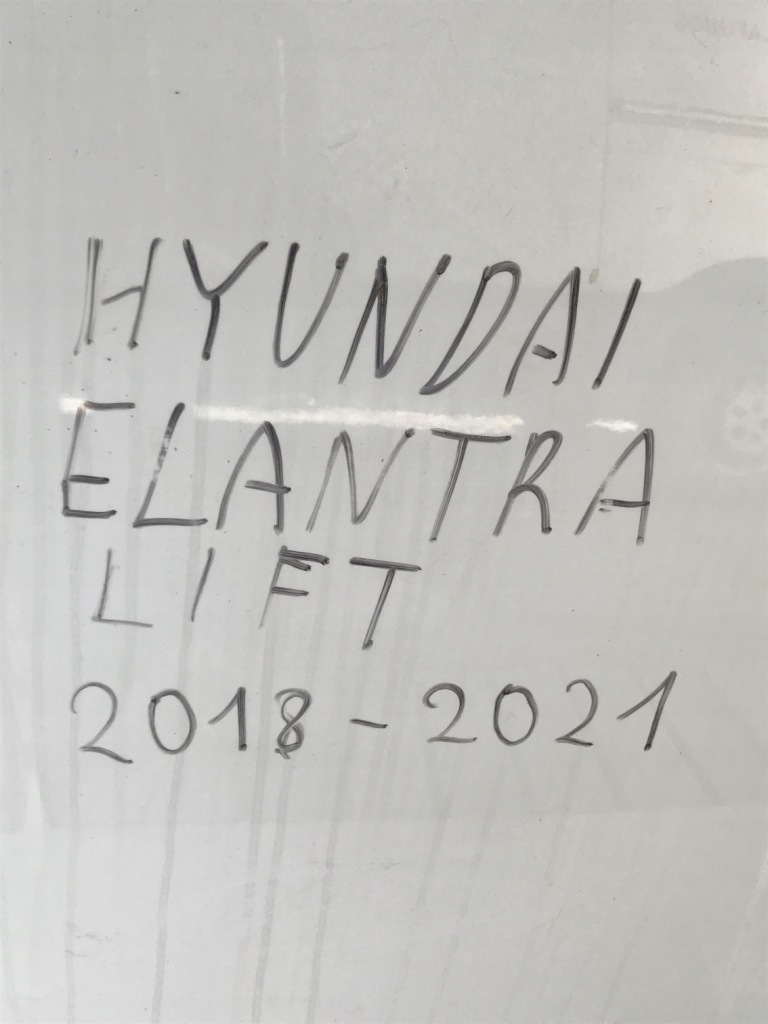 HYUNDAI
ELANTRA
LIFT
2018-2021